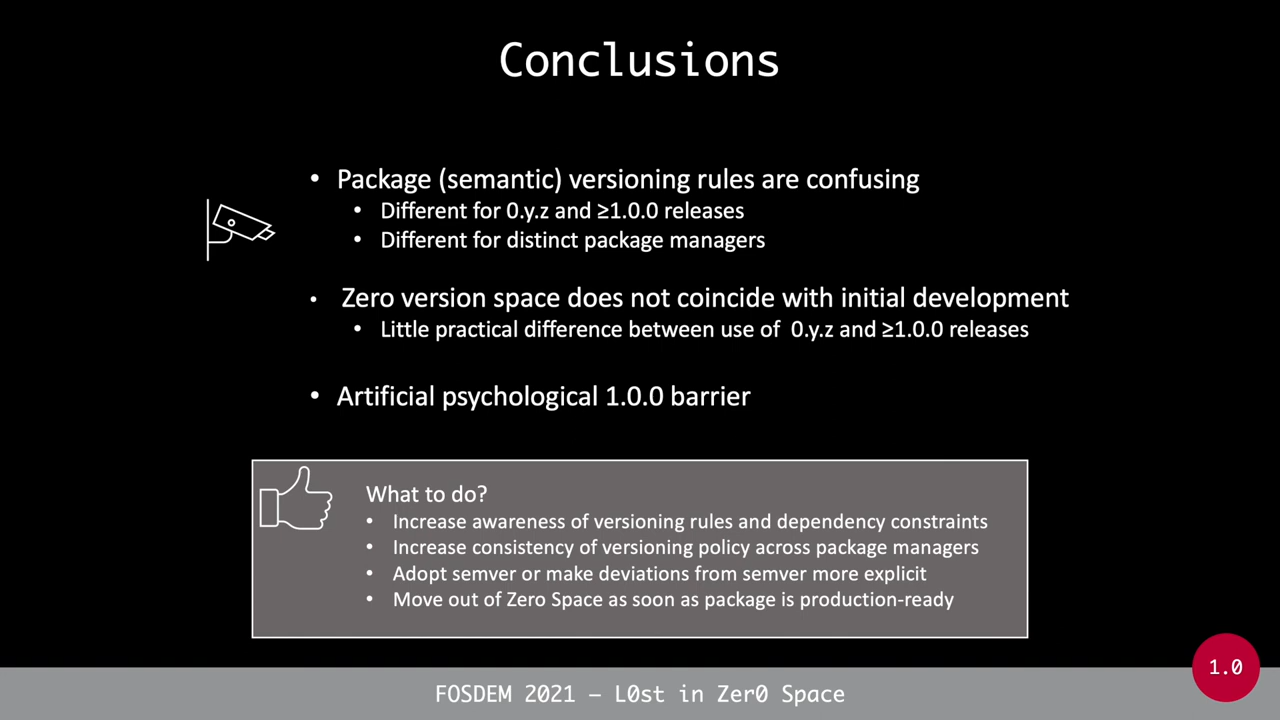 Conclusions
• Package (semantic) versioning rules are confusing
• Different for 0.y.z and ≥1.0.0 releases
• Different for distinct package managers
• Zero version space does not coincide with initial development
• Little practical difference between use of 0.y.z and ≥1.0.0 releases
• Artificial psychological 1.0.0 barrier
What to do?
• Increase awareness of versioning rules and dependency constraints
• Increase consistency of versioning policy across package managers
• Adopt semver or make deviations from semver more explicit
• Move out of Zero Space as soon as package is production-ready
1.0
FOSDEM 2021 – L0st in Zer0 Space